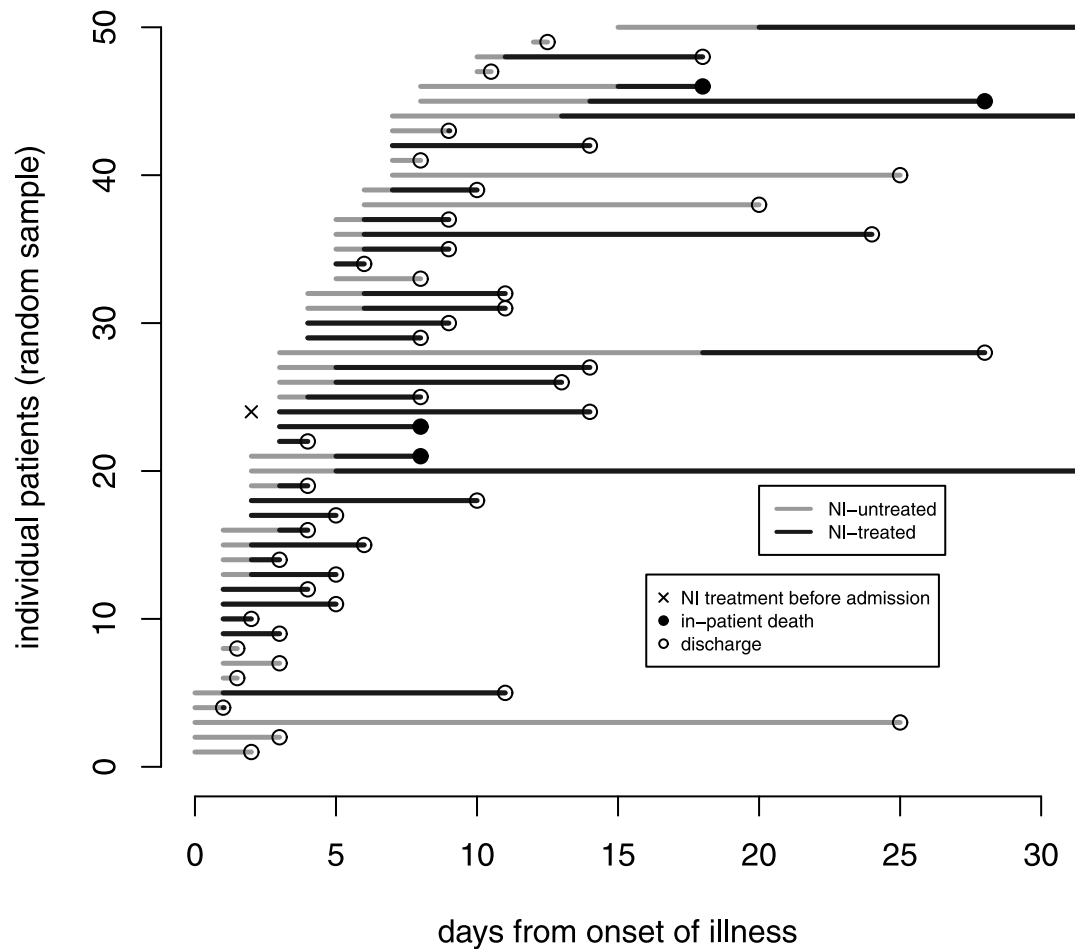 individual patients (random sample)
50
40
30
20
10
0
NI−untreated
NI−treated
NI treatment before admission
in−patient death
discharge
0 5 10 15 20 25 30
days from onset of illness